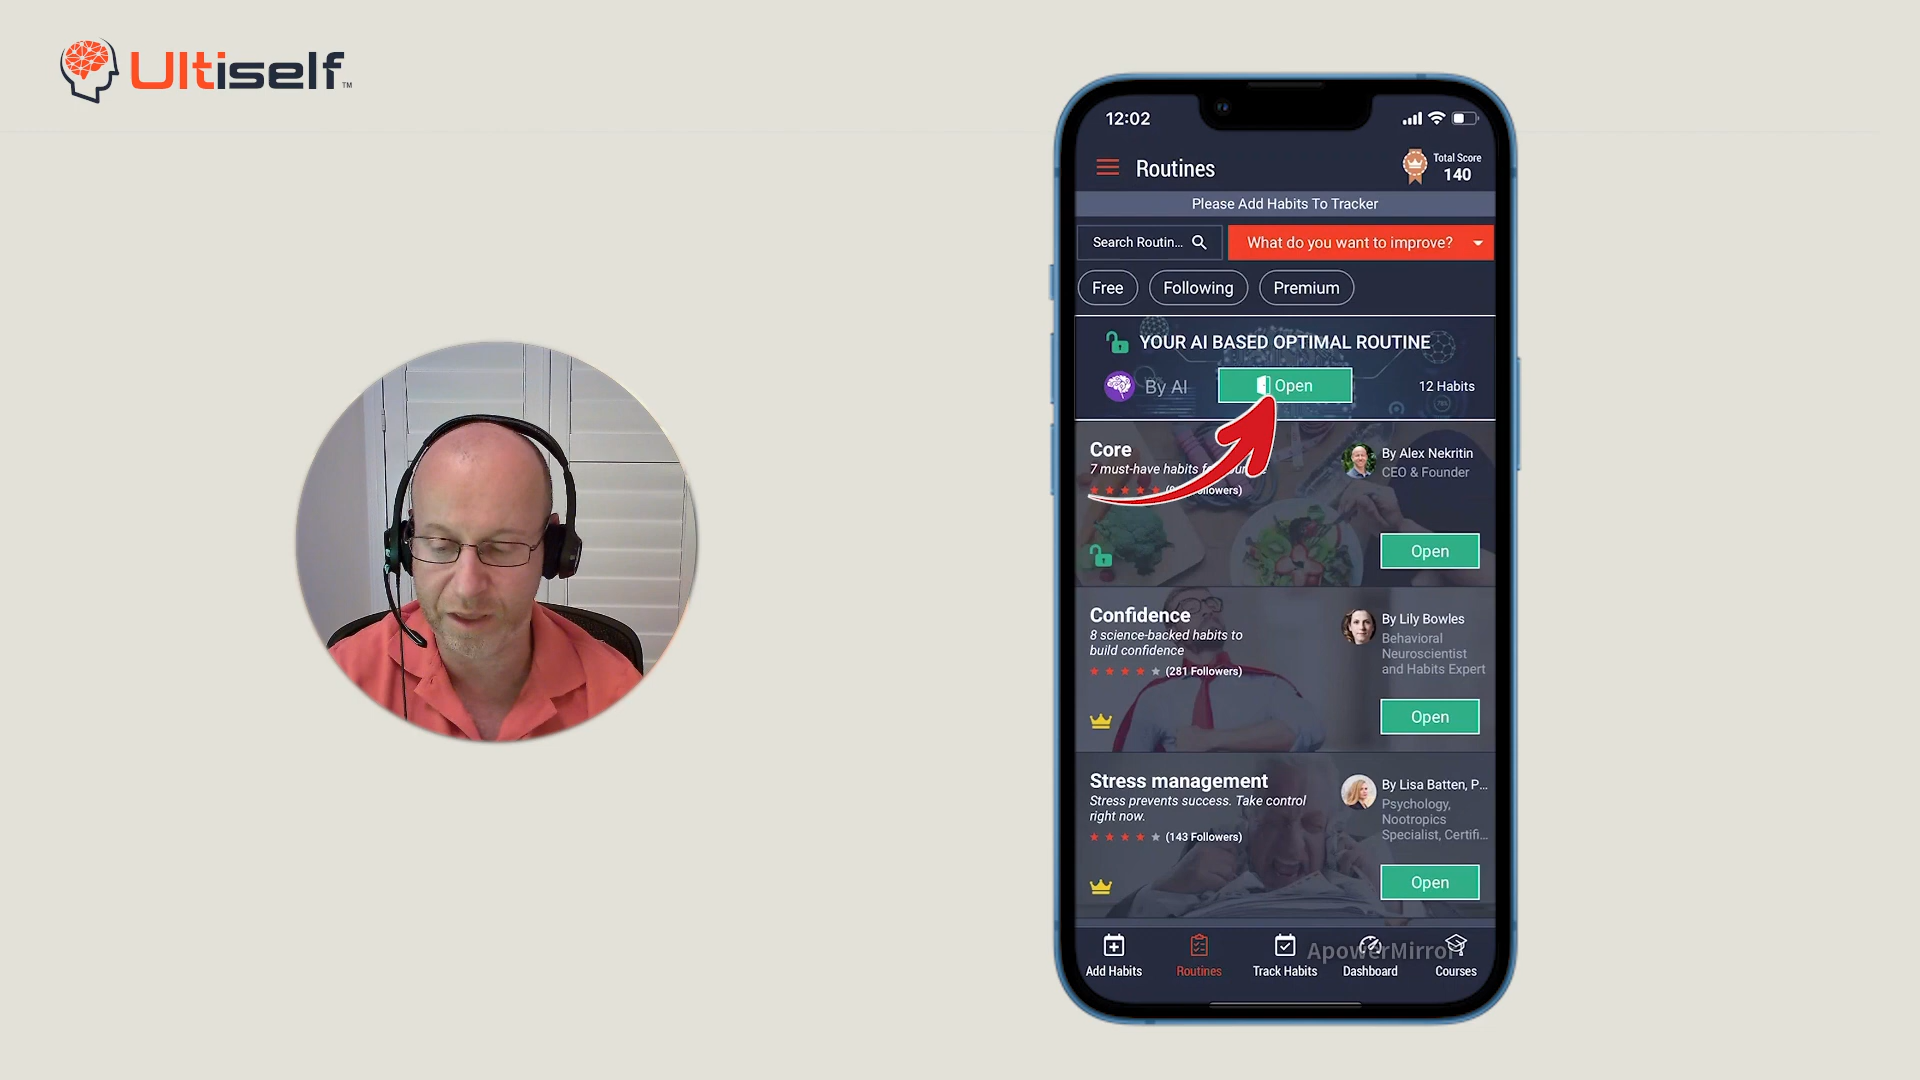 Ultiself™
12:02
Routines
Total Score
140
Please Add Habits To Tracker
Search Routin...
What do you want to improve?
Free
Following
Premium
YOUR AI BASED OPTIMAL ROUTINE
By AI
Open
12 Habits
Core
7 must-have habits
By Alex Nekritin
CEO & Founder
Open
Confidence
8 science-backed habits to
build confidence
(281 Followers)
By Lily Bowles
Behavioral
Neuroscientist
and Habits Expert
Open
Stress management
Stress prevents success. Take control
right now.
(143 Followers)
By Lisa Batten, P...
Psychology,
Nootropics
Specialist, Certifi...
Open
ApowerMirror
Add Habits
Routines
Track Habits
Dashboard
Courses